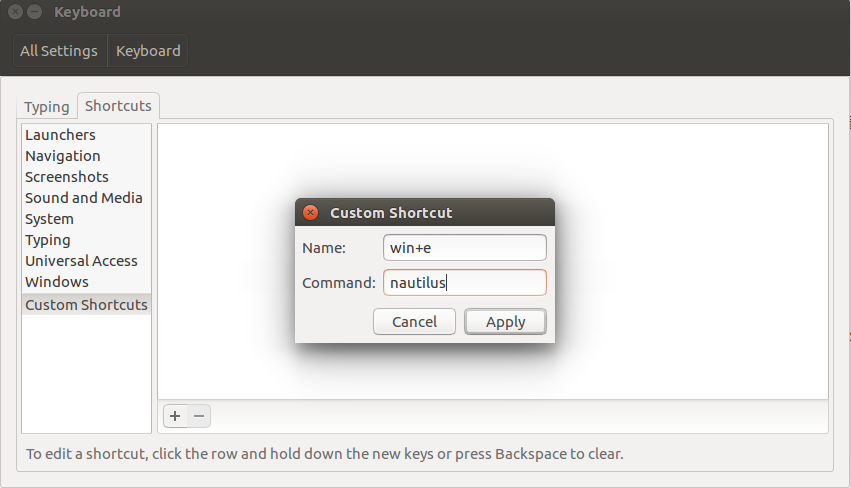 Keyboard
All Settings Keyboard
Typing Shortcuts
Launchers
Navigation
Screenshots
Sound and Media
System
Typing
Universal Access
Windows
Custom Shortcuts
Custom Shortcut
Name: win+e
Command: nautilus
Cancel Apply
To edit a shortcut, click the row and hold down the new keys or press Backspace to clear.